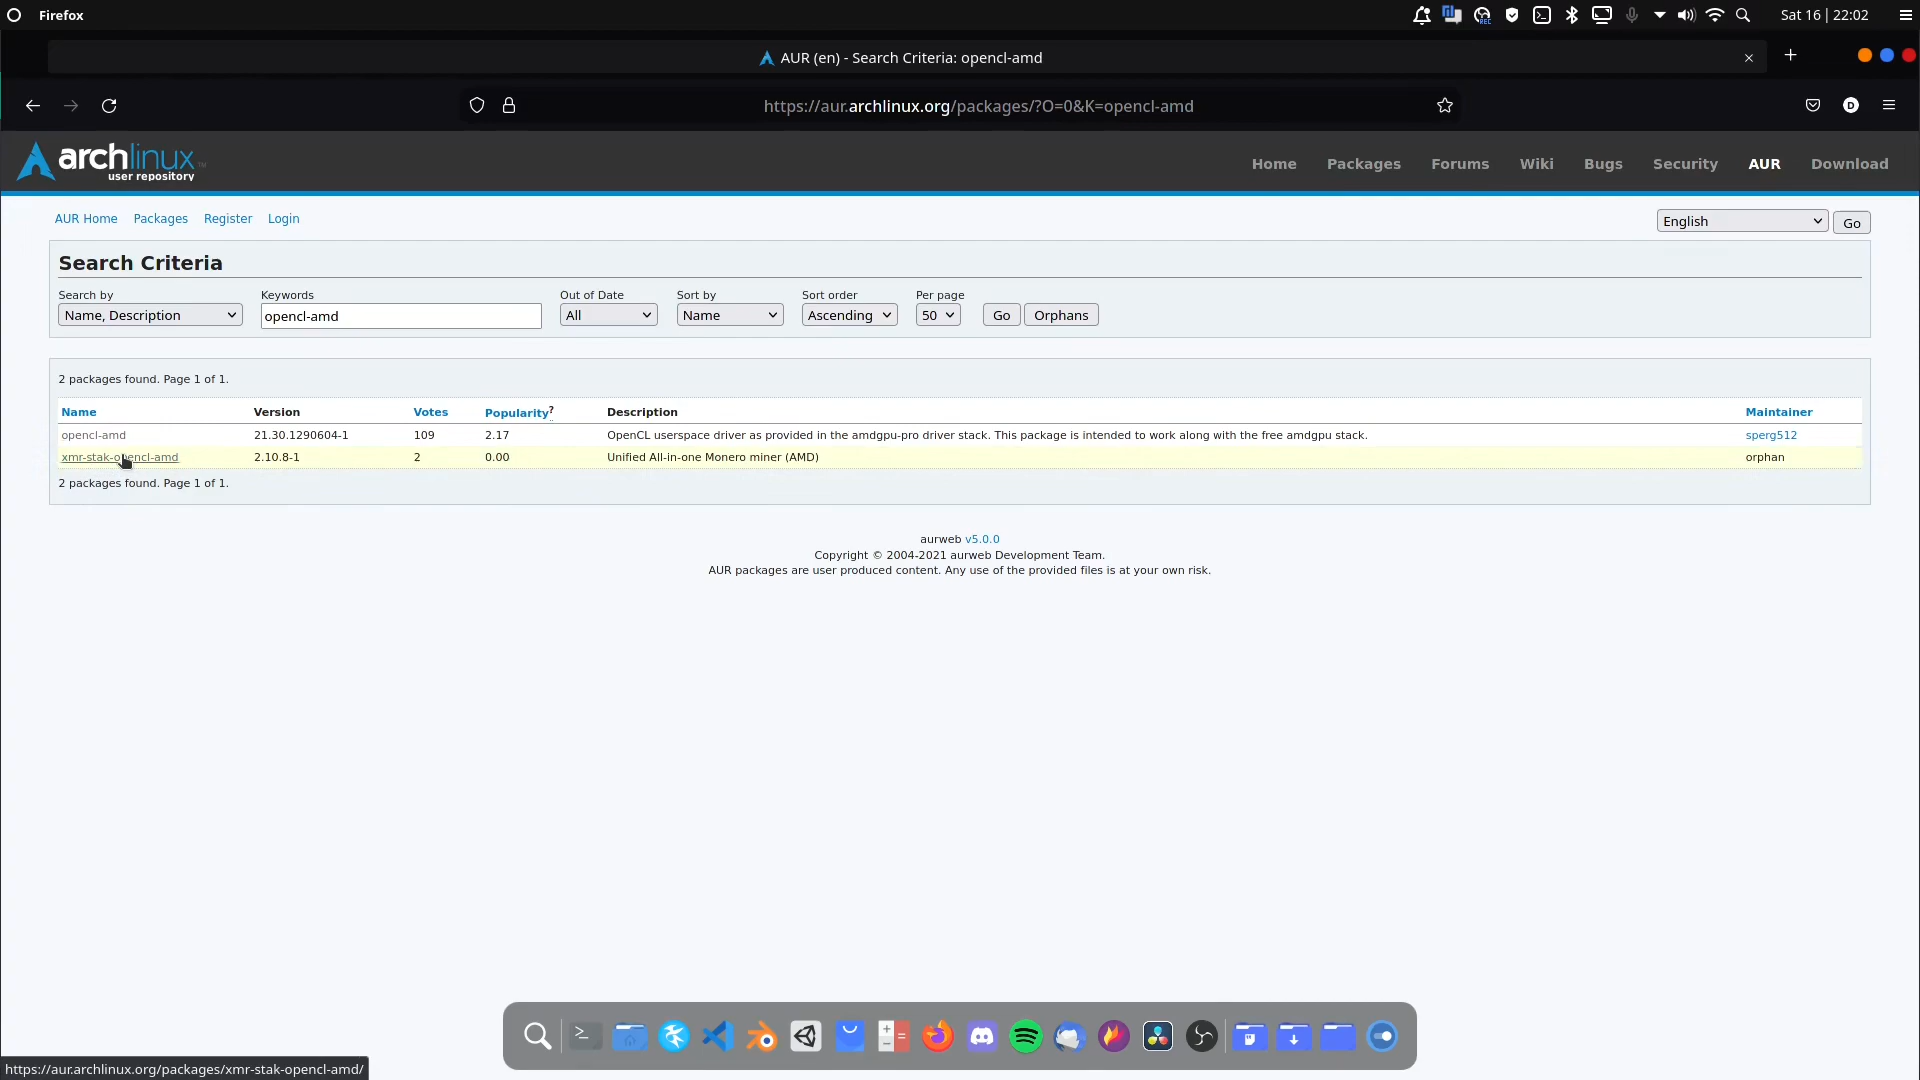 Firefox
REC
Sat 16 | 22:02
AUR (en) - Search Criteria: opencl-amd
https://aur.archlinux.org/packages/?O=0&K=opencl-amd
D
archlinux
TM
user repository
Home Packages Forums Wiki Bugs Security AUR Download
AUR Home Packages Register Login
English
Go
Search Criteria
Search by Keywords Out of Date Sort by Sort order Per page
Name, Description opencl-amd All Name Ascending 50 Go Orphans
2 packages found. Page 1 of 1.
Name Version Votes Popularity? Description Maintainer
opencl-amd 21.30.1290604-1 109 2.17 OpenCL userspace driver as provided in the amdgpu-pro driver stack. This package is intended to work along with the free amdgpu stack. sperg512
xmr-stak-opencl-amd 2.10.8-1 2 0.00 Unified All-in-one Monero miner (AMD) orphan
2 packages found. Page 1 of 1.
aurweb v5.0.0
Copyright © 2004-2021 aurweb Development Team.
AUR packages are user produced content. Any use of the provided files is at your own risk.
https://aur.archlinux.org/packages/xmr-stak-opencl-amd/